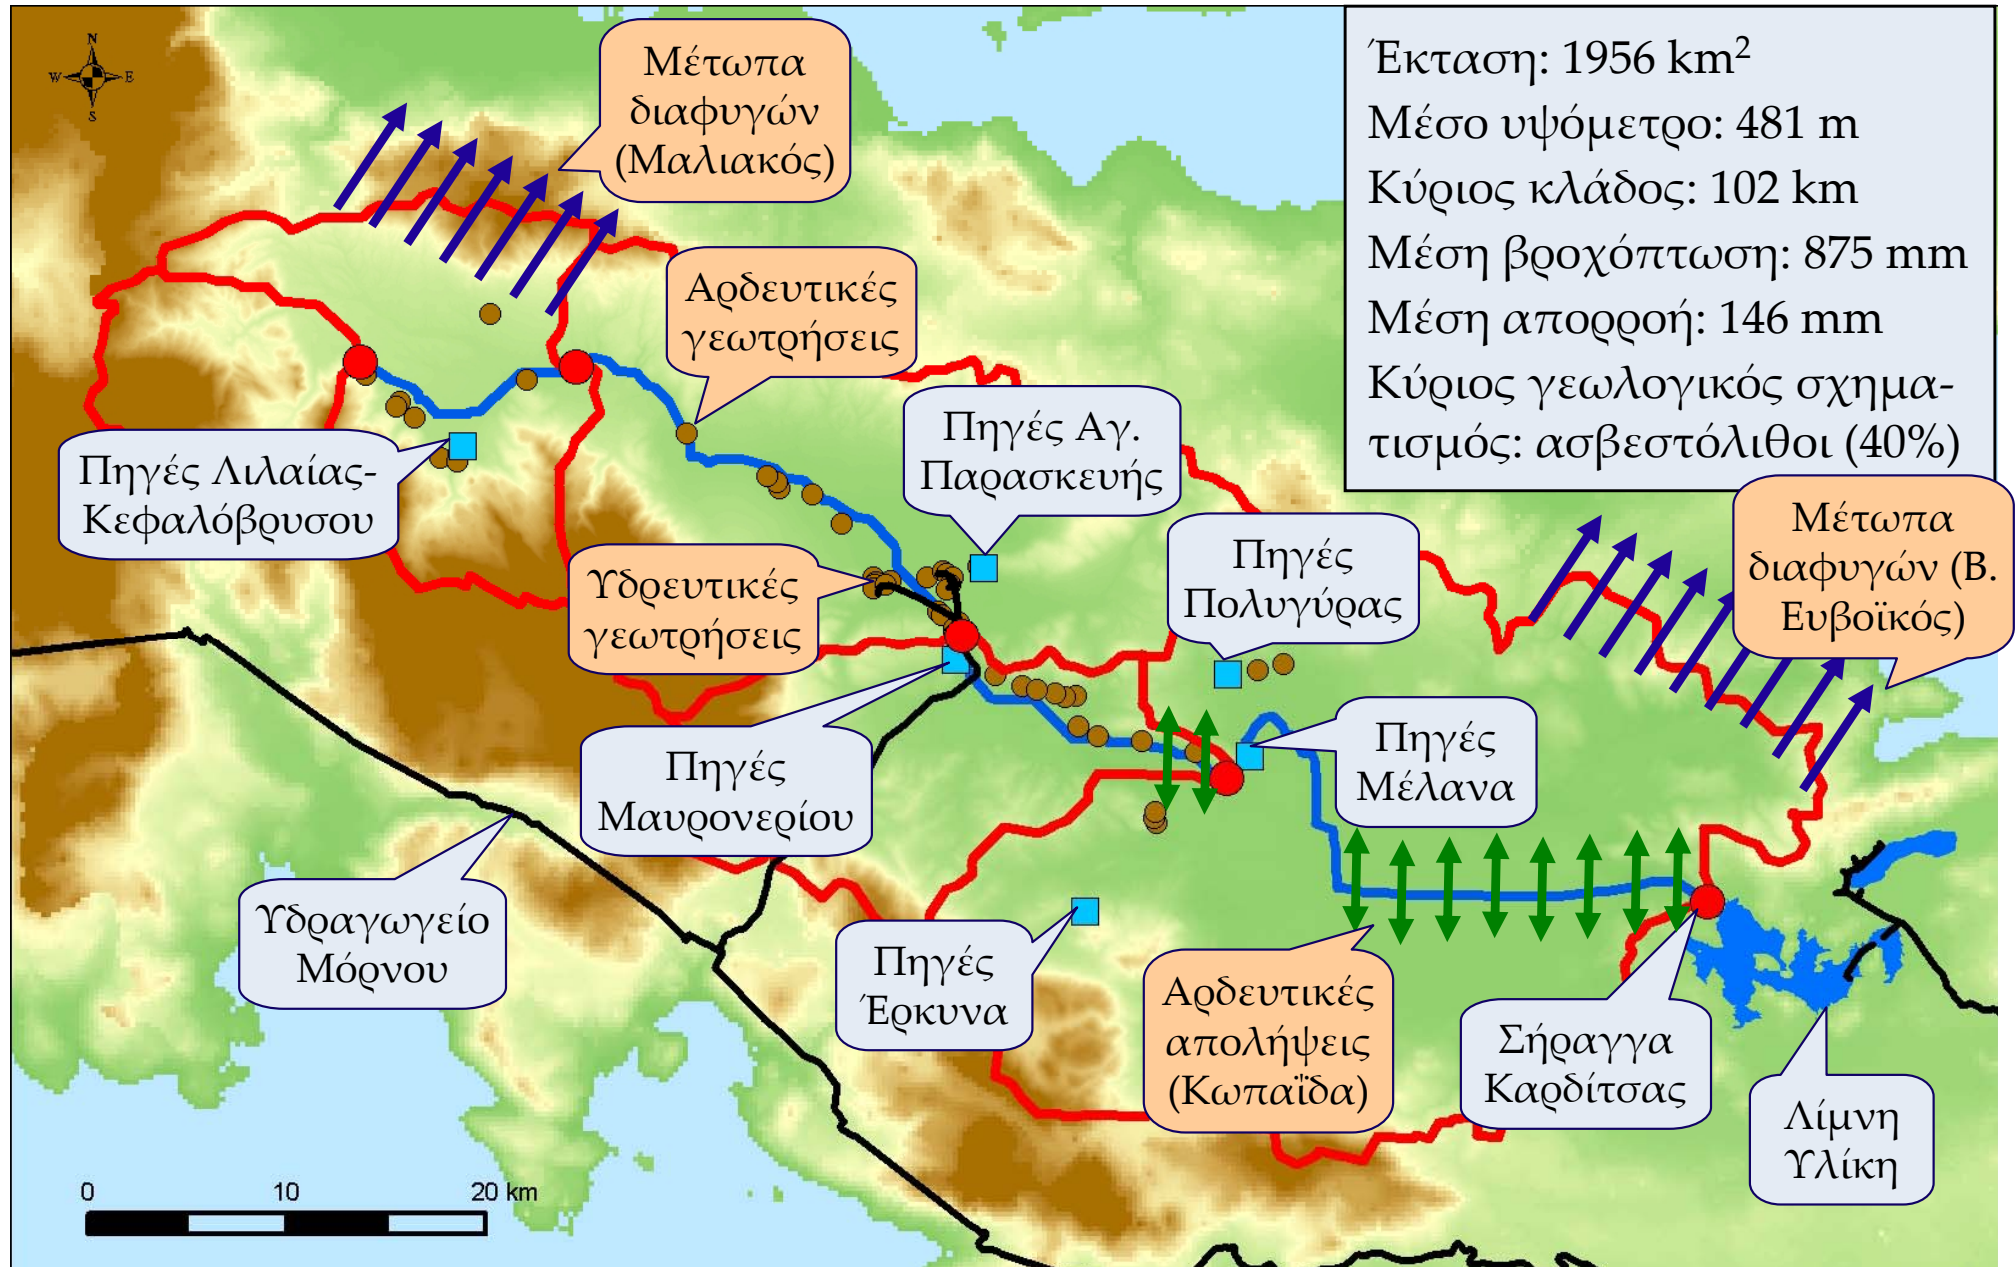 N
W E
S
Μέτωπα
διαφυγών
(Μαλιακός)
Έκταση: 1956 km²
Μέσο υψόμετρο: 481 m
Κύριος κλάδος: 102 km
Μέση βροχόπτωση: 875 mm
Μέση απορροή: 146 mm
Κύριος γεωλογικός σχημα-
τισμός: ασβεστόλιθοι (40%)
Αρδευτικές
γεωτρήσεις
Πηγές Αγ.
Παρασκευής
Πηγές Λιλαίας-
Κεφαλόβρυσου
Μέτωπα
διαφυγών (Β.
Ευβοϊκός)
Πηγές
Πολυγύρας
Υδρευτικές
γεωτρήσεις
Πηγές
Μαυρονερίου
Πηγές
Μέλανα
Υδραγωγείο
Μόρνου
Πηγές
Έρκυνα
Αρδευτικές
απολήψεις
(Κωπαΐδα)
Σήραγγα
Καρδίτσας
Λίμνη
Υλίκη
0 10 20 km